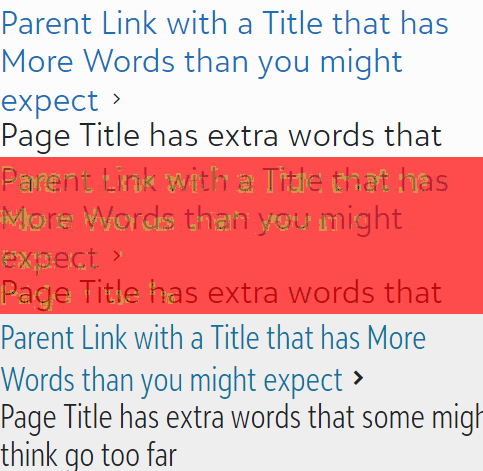 Parent Link with a Title that has
More Words than you might
expect >
Page Title has extra words that
Parent Link with a Title that has
More Words than you might
expect >
Page Title has extra words that
Parent Link with a Title that has More
Words than you might expect >
Page Title has extra words that some migh
think go too far